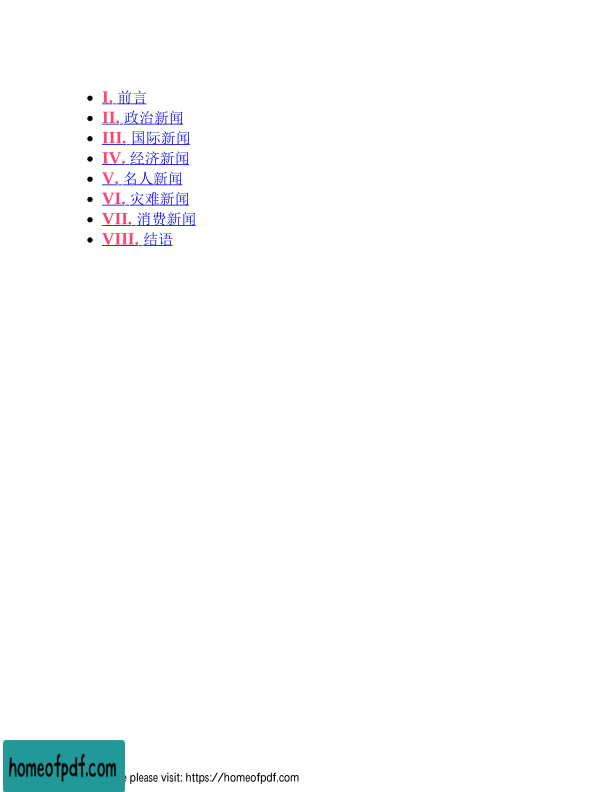 I. 前言
II. 政治新闻
III. 国际新闻
IV. 经济新闻
V. 名人新闻
VI. 灾难新闻
VII. 消费新闻
VIII. 结语
homeofpdf.com
please visit: https://homeofpdf.com